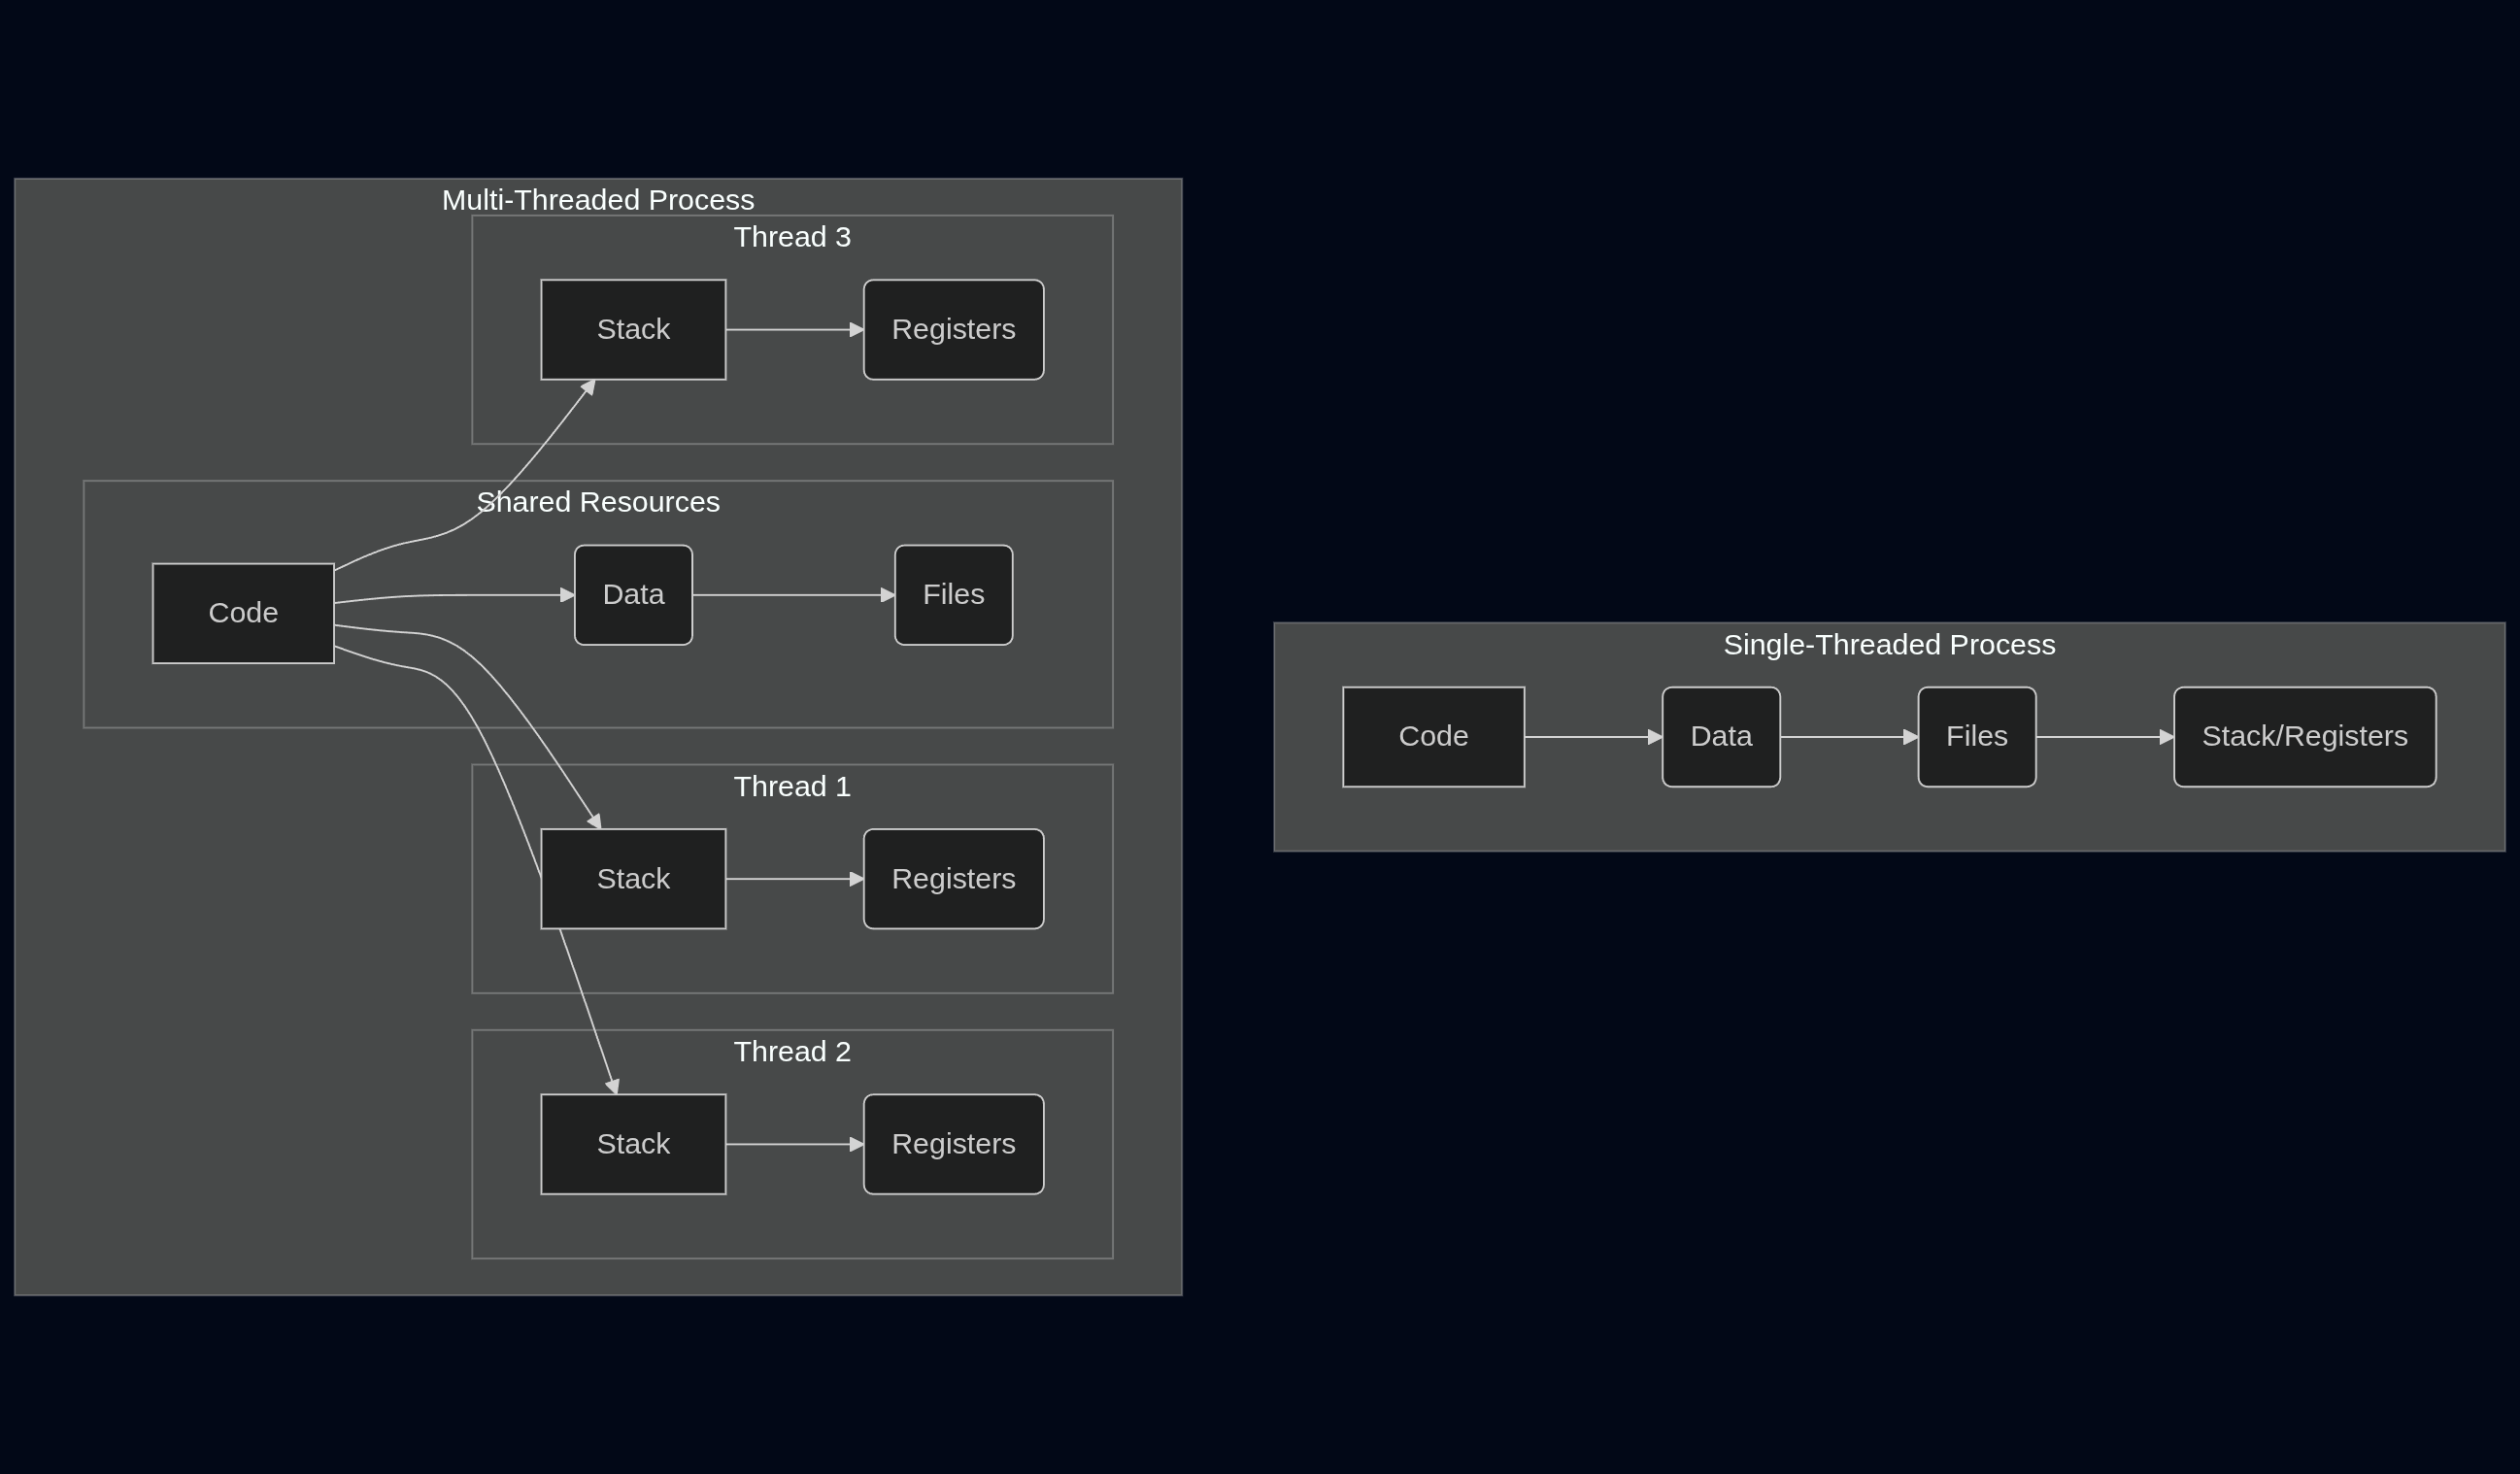 Multi-Threaded Process
Thread 3
Stack
Registers
Shared Resources
Code
Data
Files
Thread 1
Stack
Registers
Thread 2
Stack
Registers
Single-Threaded Process
Code
Data
Files
Stack/Registers